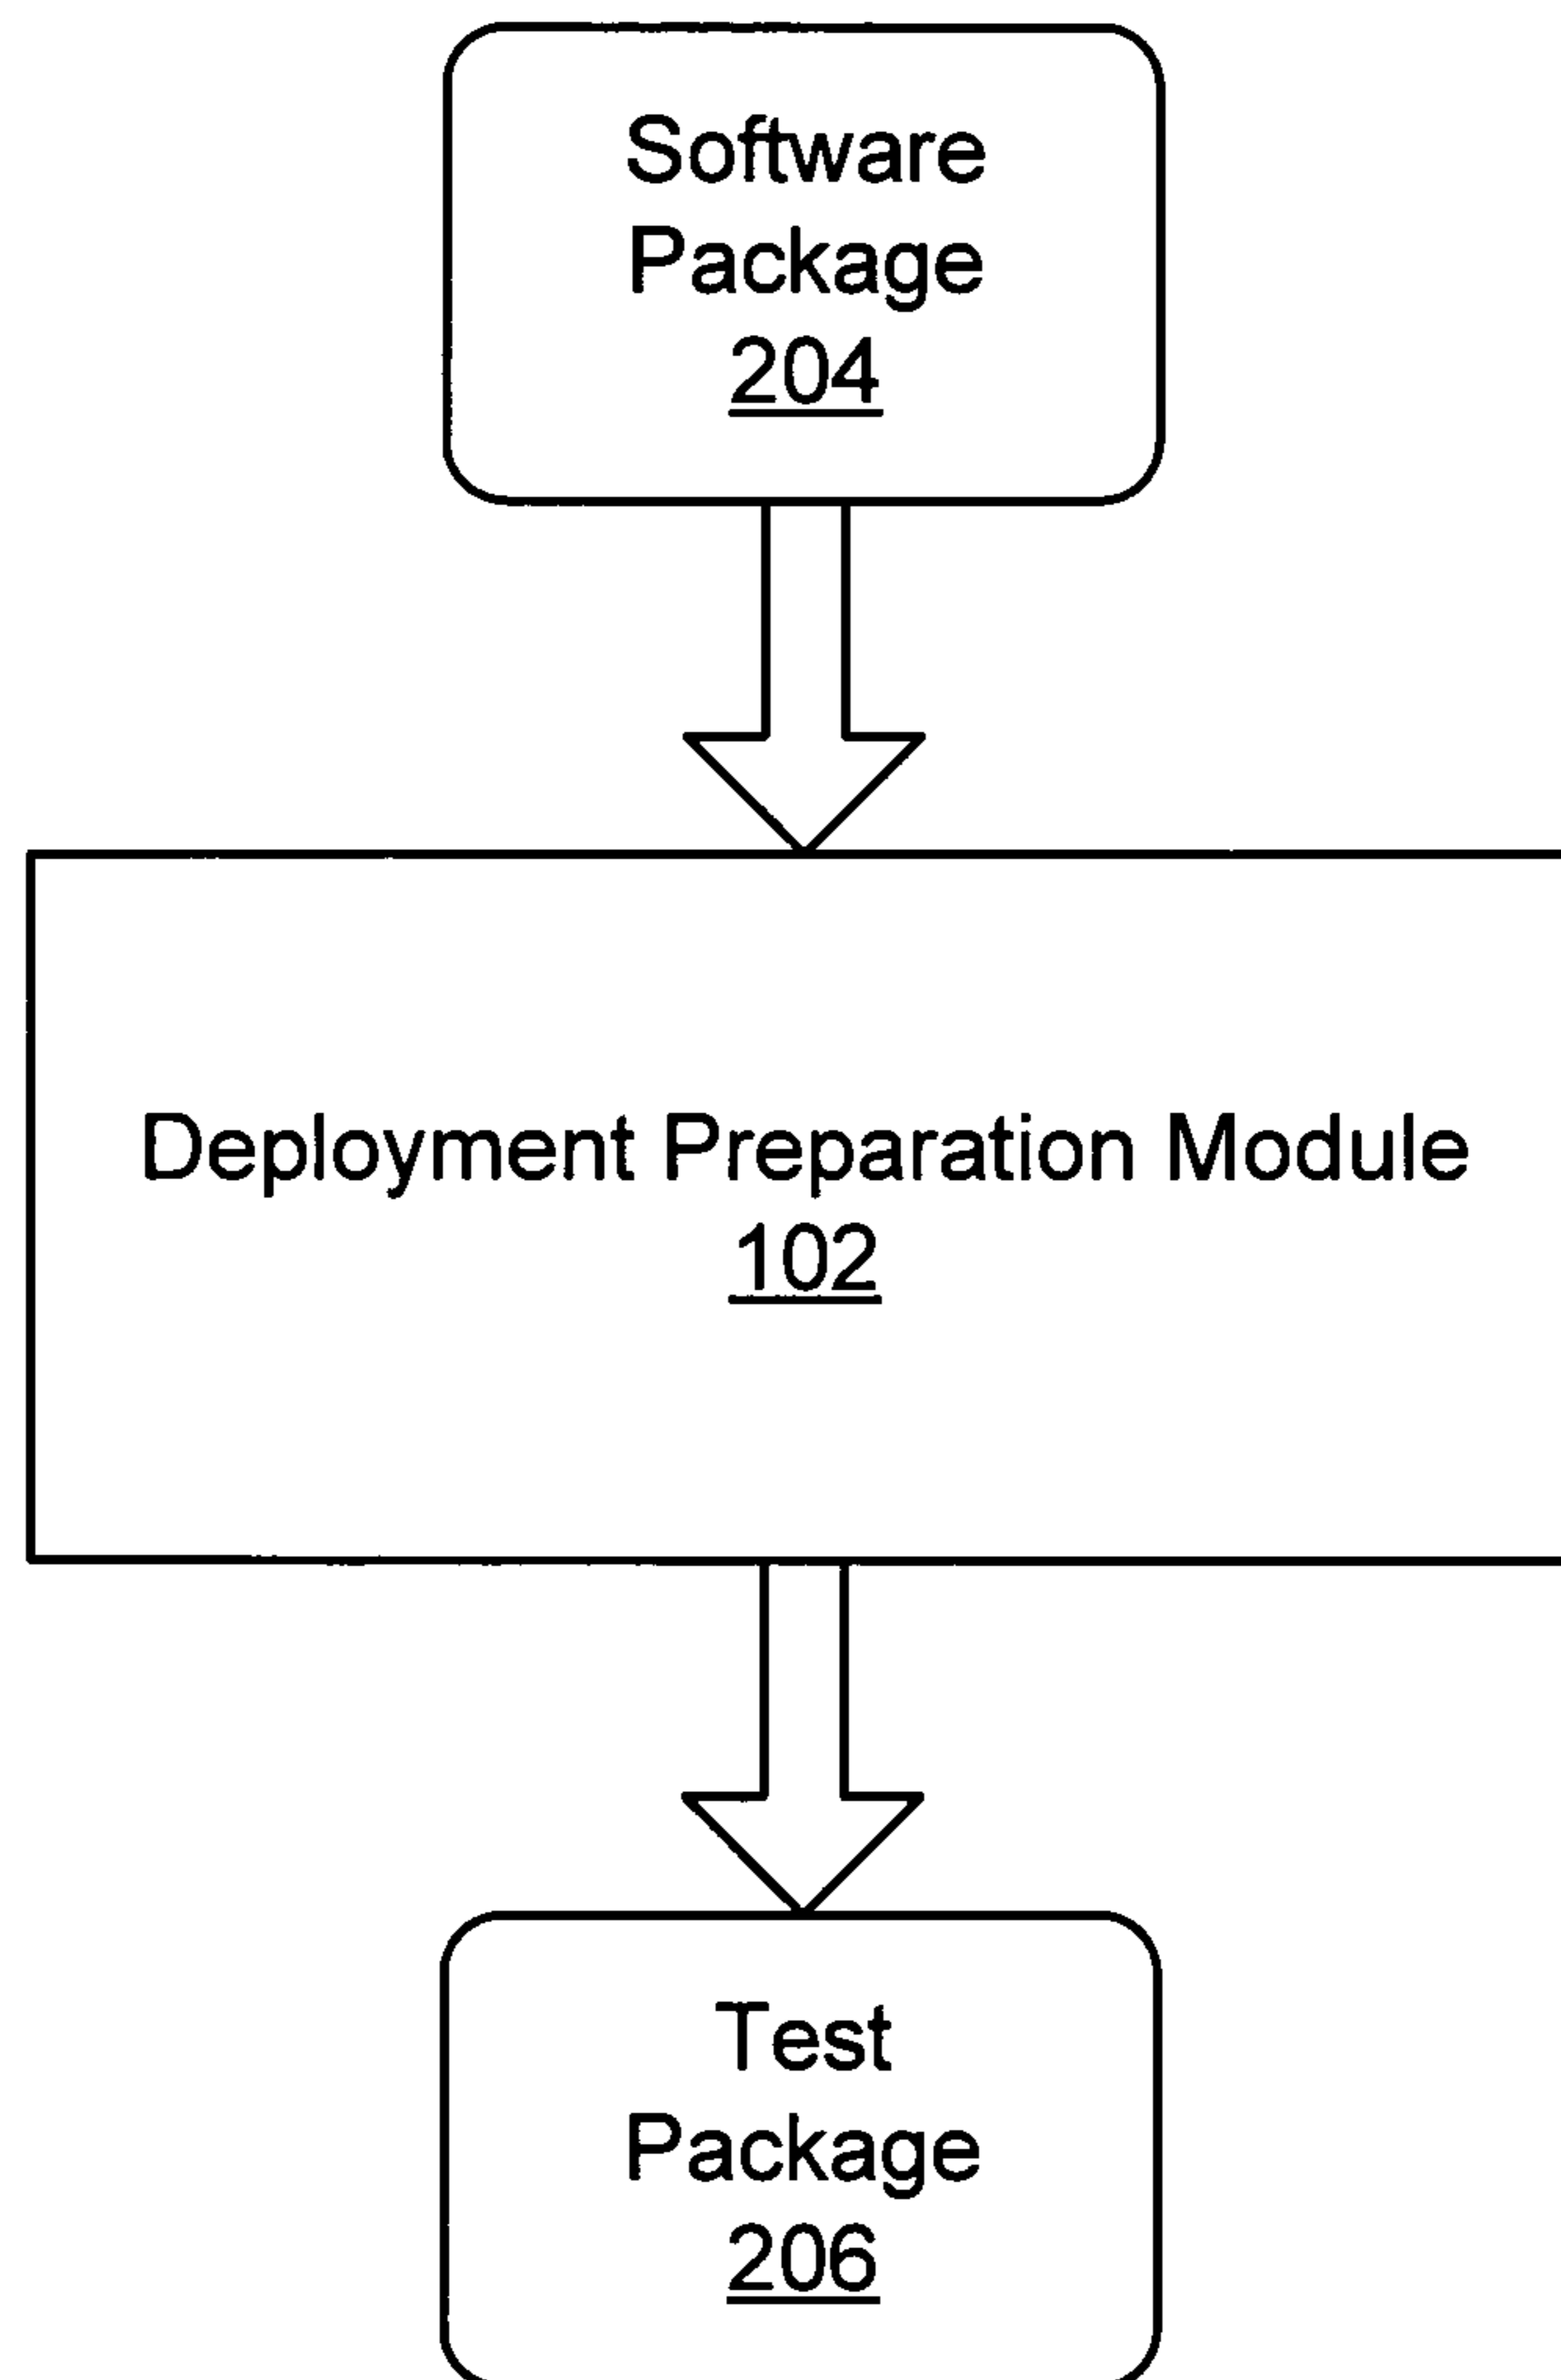 Software
Package
204
Deployment Preparation Module
102
Test
Package
206